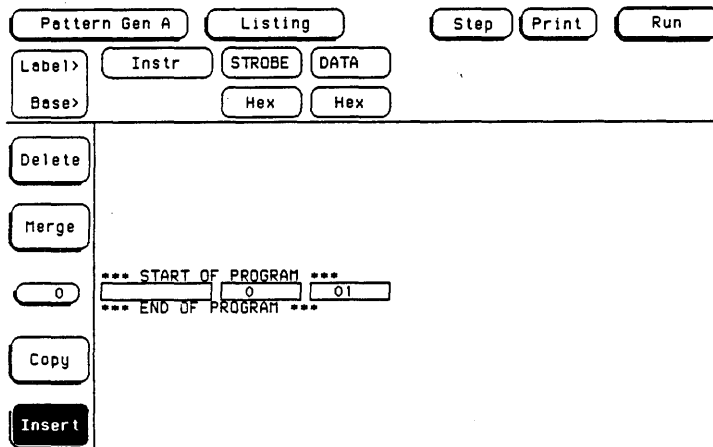 Pattern Gen A Listing Step Print Run
Label> Instr STROBE DATA
Base> Hex Hex
Delete
Merge
*** START OF PROGRAM ***
0 0 01
*** END OF PROGRAM ***
Copy
Insert